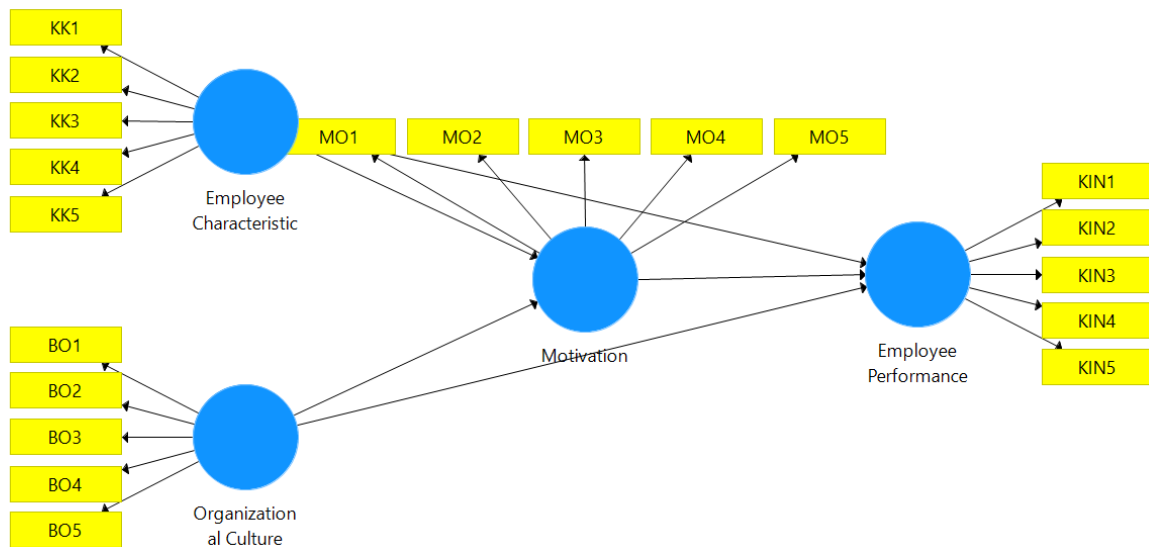 KK1
KK2
KK3
KK4
KK5
Employee
Characteristic
MO1
MO2
MO3
MO4
MO5
Motivation
KIN1
KIN2
KIN3
KIN4
KIN5
Employee
Performance
BO1
BO2
BO3
BO4
BO5
Organization
al Culture